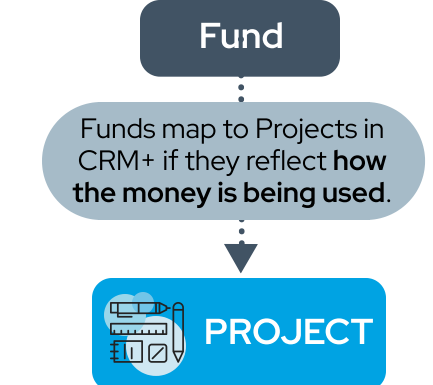 Fund
Funds map to Projects in
CRM+ if they reflect how
the money is being used.
PROJECT